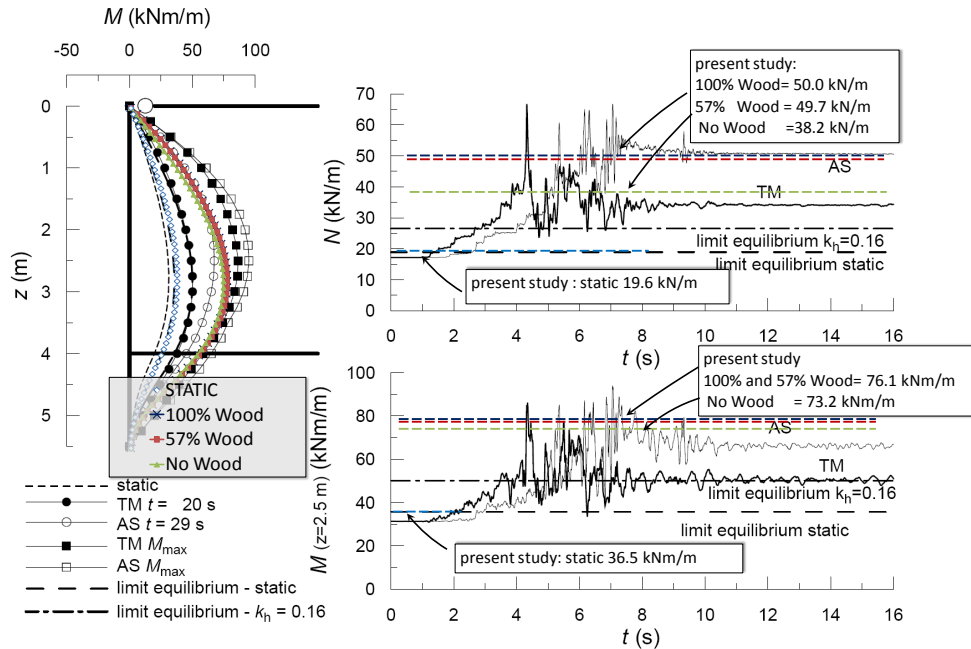 M (kNm/m)
-50 0 50 100
z (m)
0
1
2
3
4
5
STATIC
100% Wood
57% Wood
No Wood
static
TM t = 20 s
AS t = 29 s
TM Mmax
AS Mmax
limit equilibrium - static
limit equilibrium - kh = 0.16
N (kN/m)
70
60
50
40
30
20
10
0
present study:
100% Wood= 50.0 kN/m
57% Wood = 49.7 kN/m
No Wood =38.2 kN/m
AS
TM
limit equilibrium kh=0.16
limit equilibrium static
present study : static 19.6 kN/m
0 2 4 6 8 10 12 14 16
t (s)
M (z=2.5 m) (kNm/m)
100
80
60
40
20
0
present study
100% and 57% Wood= 76.1 kNm/m
No Wood = 73.2 kNm/m
AS
TM
limit equilibrium kh=0.16
limit equilibrium static
present study: static 36.5 kNm/m
0 2 4 6 8 10 12 14 16
t (s)